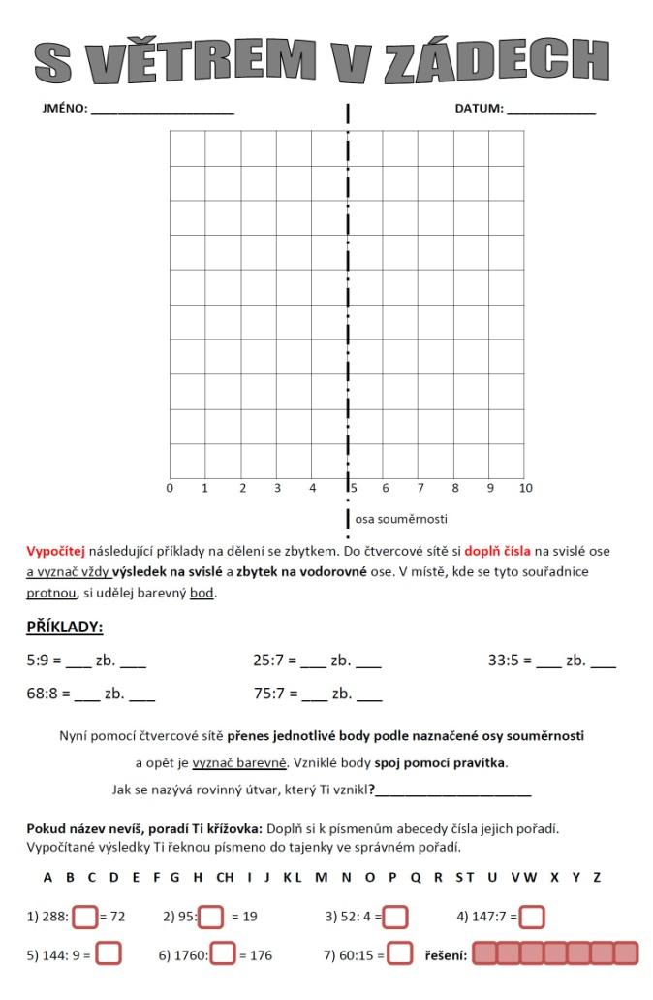 S VĚTREM V ZÁDECH
JMÉNO: ____________________ DATUM: ____________
0 1 2 3 4 5 6 7 8 9 10
osa souměrnosti
Vypočítej následující příklady na dělení se zbytkem. Do čtvercové sítě si doplň čísla na svislé ose
a vyznač vždy výsledek na svislé a zbytek na vodorovné ose. V místě, kde se tyto souřadnice
protnou, si udělej barevný bod.
PŘÍKLADY:
5:9 = ___ zb. ___ 25:7 = ___ zb. ___ 33:5 = ___ zb. ___
68:8 = ___ zb. ___ 75:7 = ___ zb. ___
Nyní pomocí čtvercové sítě přenes jednotlivé body podle naznačené osy souměrnosti
a opět je vyznač barevně. Vzniklé body spoj pomocí pravítka.
Jak se nazývá rovinný útvar, který Ti vznikl?____________________
Pokud název nevíš, poradí Ti křížovka: Doplň si k písmenům abecedy čísla jejich pořadí.
Vypočítané výsledky Ti řeknou písmeno do tajenky ve správném pořadí.
A B C D E F G H CH I J K L M N O P Q R S T U V W X Y Z
1) 288: = 72 2) 95: = 19 3) 52: 4 = 4) 147:7 =
5) 144: 9 = 6) 1760: = 176 7) 60:15 = řešení: